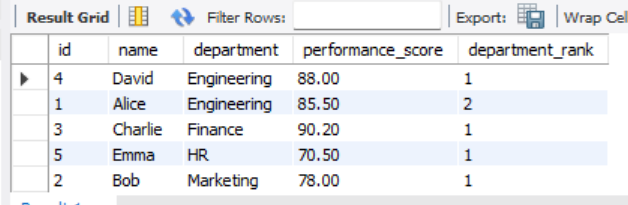 Result Grid Filter Rows: Export: Wrap Cel
id name department performance_score department_rank
4 David Engineering 88.00 1
1 Alice Engineering 85.50 2
3 Charlie Finance 90.20 1
5 Emma HR 70.50 1
2 Bob Marketing 78.00 1